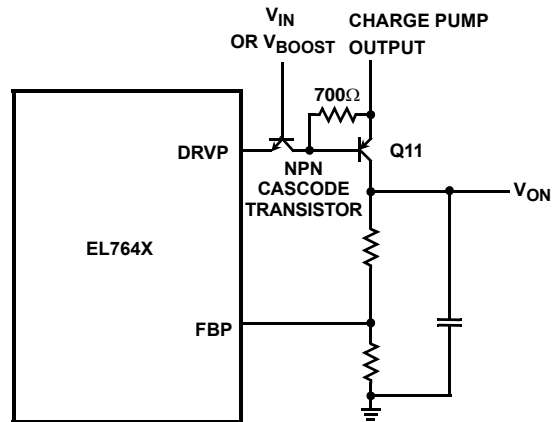 V_IN
OR V_BOOST
CHARGE PUMP
OUTPUT
700Ω
DRVP
Q11
NPN
CASCODE
TRANSISTOR
V_ON
EL764X
FBP